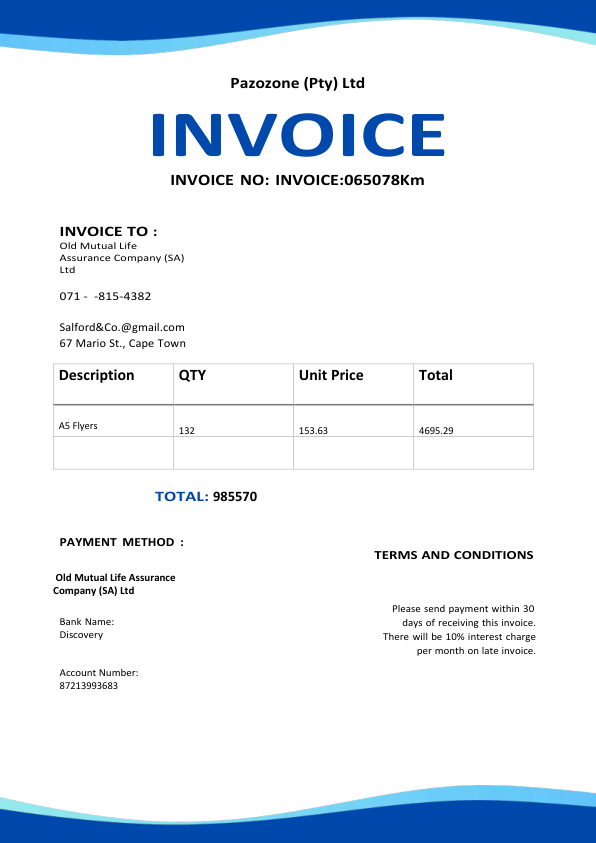 Pazozone (Pty) Ltd
INVOICE
INVOICE NO: INVOICE:065078Km
INVOICE TO :
Old Mutual Life
Assurance Company (SA)
Ltd
071 - -815-4382
Salford&Co.@gmail.com
67 Mario St., Cape Town
Description QTY Unit Price Total
A5 Flyers 132 153.63 4695.29
TOTAL: 985570
PAYMENT METHOD :
Old Mutual Life Assurance
Company (SA) Ltd
Bank Name:
Discovery
Account Number:
87213993683
TERMS AND CONDITIONS
Please send payment within 30
days of receiving this invoice.
There will be 10% interest charge
per month on late invoice.